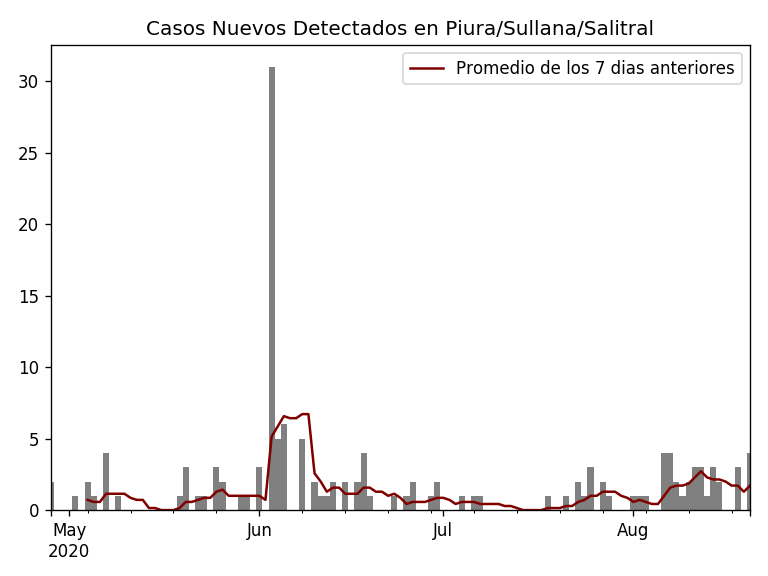 Casos Nuevos Detectados en Piura/Sullana/Salitral
Promedio de los 7 dias anteriores
30
25
20
15
10
5
0
May Jun Jul Aug
2020